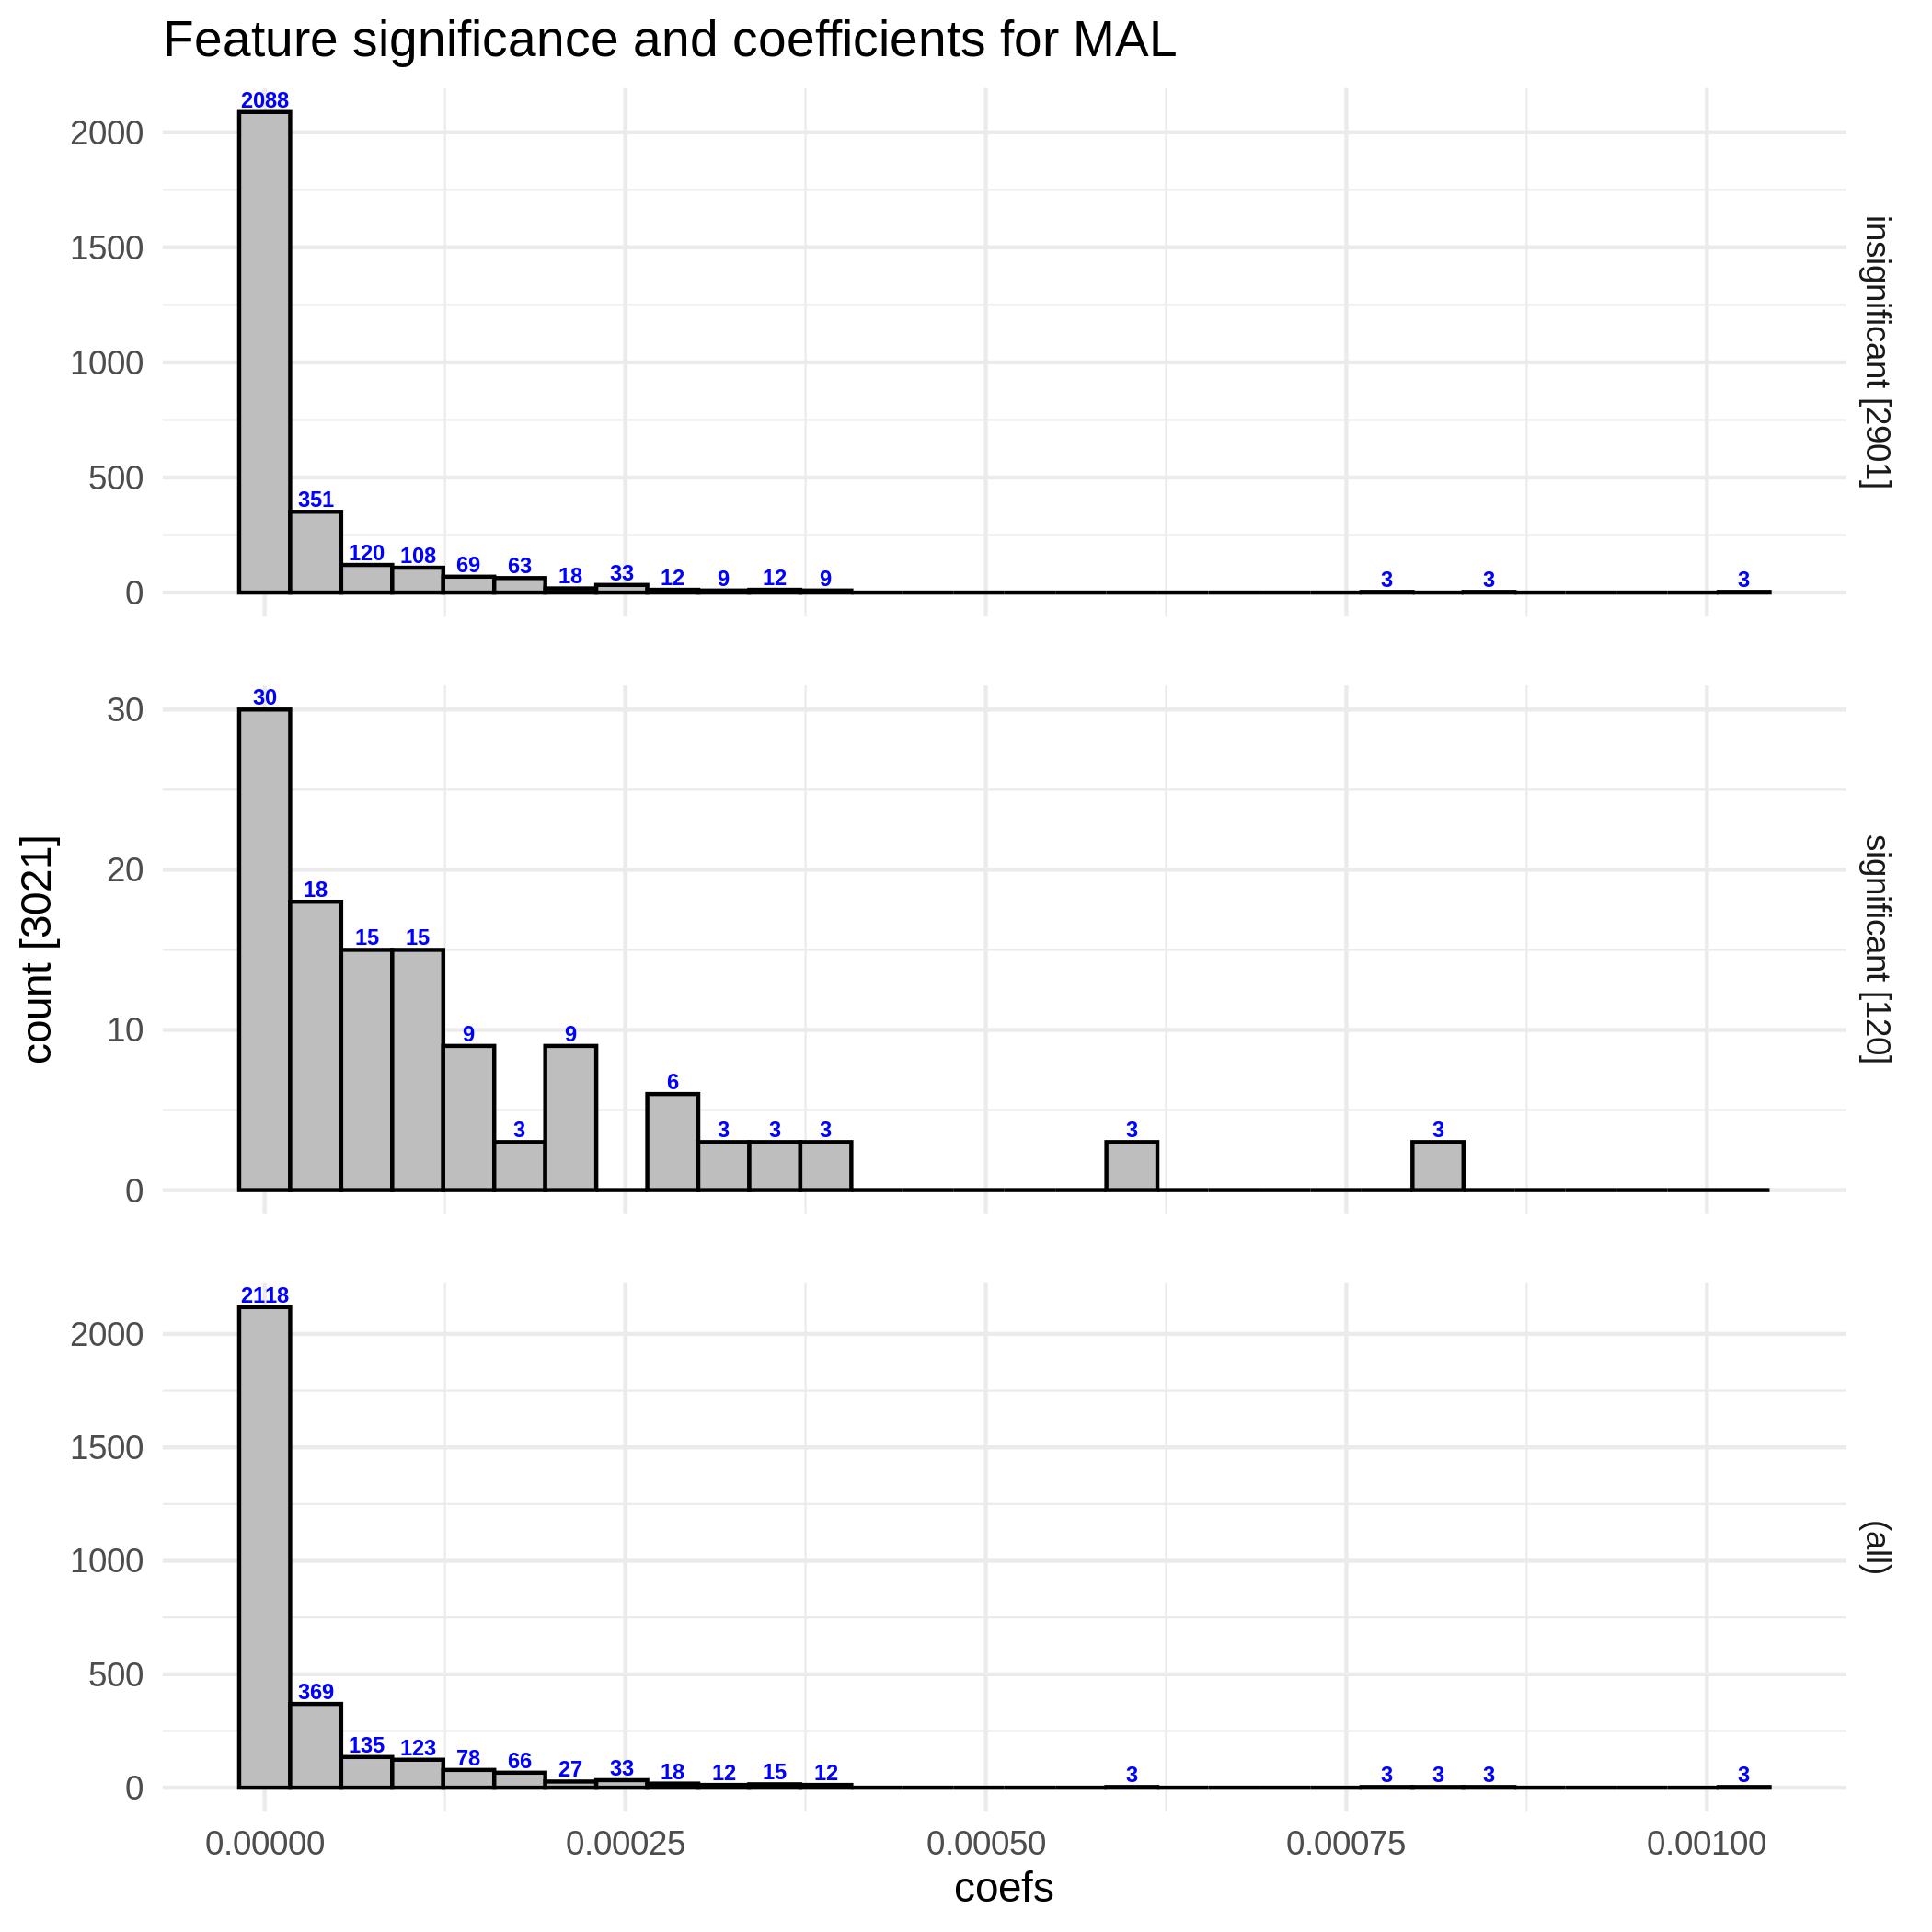 Feature significance and coefficients for MAL
2088
2000
1500
1000
500
0
351
120 108 69 63 18 33 12 9 12 9 3 3 3
insignificant [2901]
30
30
20
10
0
18
15 15
9 9
6
3 3 3 3 3 3
significant [120]
count [3021]
2118
2000
1500
1000
500
0
369
135 123 78 66 27 33 18 12 15 12 3 3 3 3 3
(all)
0.00000 0.00025 0.00050 0.00075 0.00100
coefs